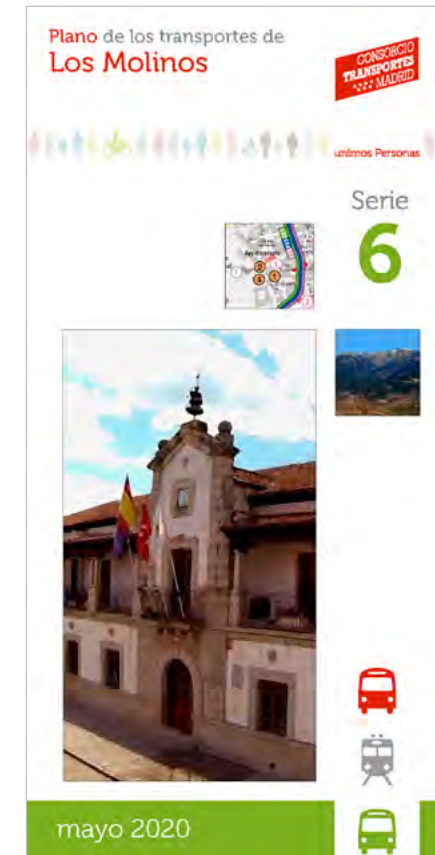 Plano de los transportes de
Los Molinos
CONSORCIO
TRANSPORTES
MADRID
unimos Personas
Serie
6
mayo 2020